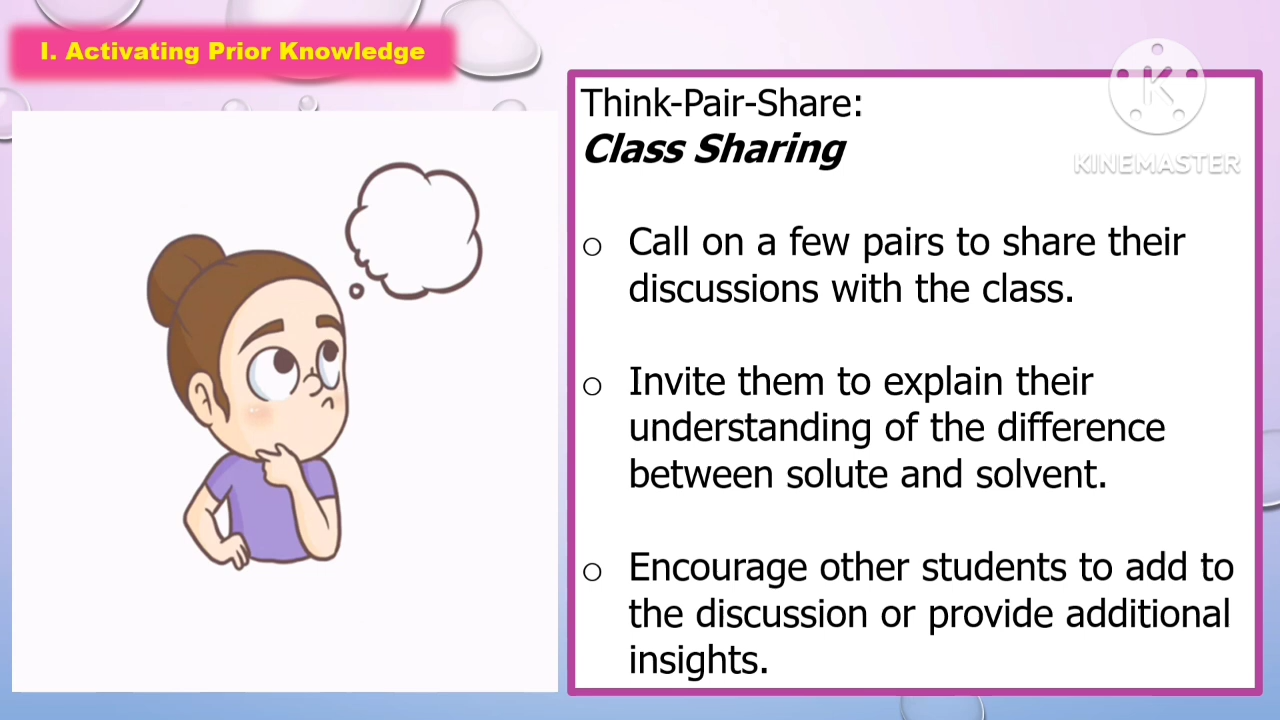 I. Activating Prior Knowledge
Think-Pair-Share:
Class Sharing
K
KINEMASTER
o Call on a few pairs to share their
discussions with the class.
o Invite them to explain their
understanding of the difference
between solute and solvent.
o Encourage other students to add to
the discussion or provide additional
insights.